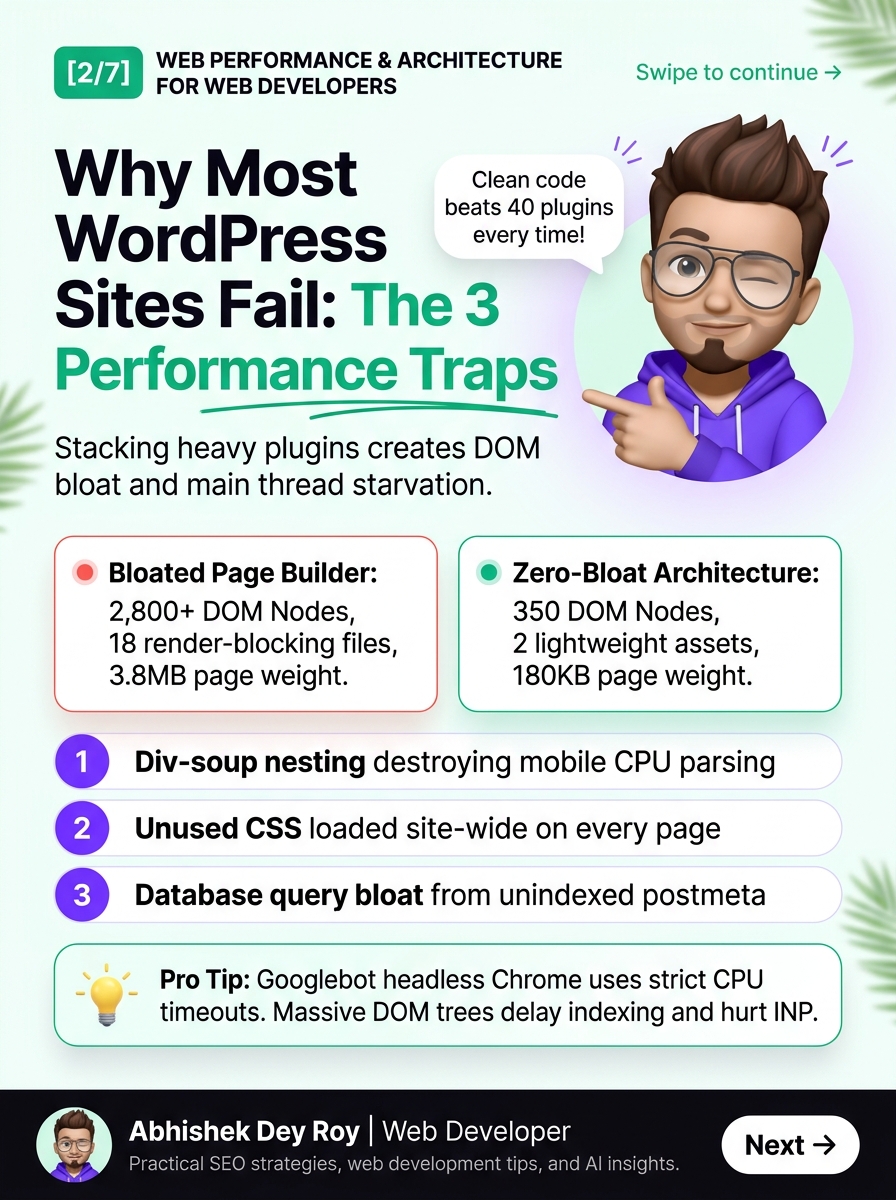 [2/7]
WEB PERFORMANCE & ARCHITECTURE
FOR WEB DEVELOPERS
Swipe to continue →
Why Most
WordPress
Sites Fail: The 3
Performance Traps
Clean code
beats 40 plugins
every time!
Stacking heavy plugins creates DOM
bloat and main thread starvation.
Bloated Page Builder:
2,800+ DOM Nodes,
18 render-blocking files,
3.8MB page weight.
Zero-Bloat Architecture:
350 DOM Nodes,
2 lightweight assets,
180KB page weight.
1 Div-soup nesting destroying mobile CPU parsing
2 Unused CSS loaded site-wide on every page
3 Database query bloat from unindexed postmeta
Pro Tip: Googlebot headless Chrome uses strict CPU
timeouts. Massive DOM trees delay indexing and hurt INP.
Abhishek Dey Roy | Web Developer
Practical SEO strategies, web development tips, and AI insights.
Next →